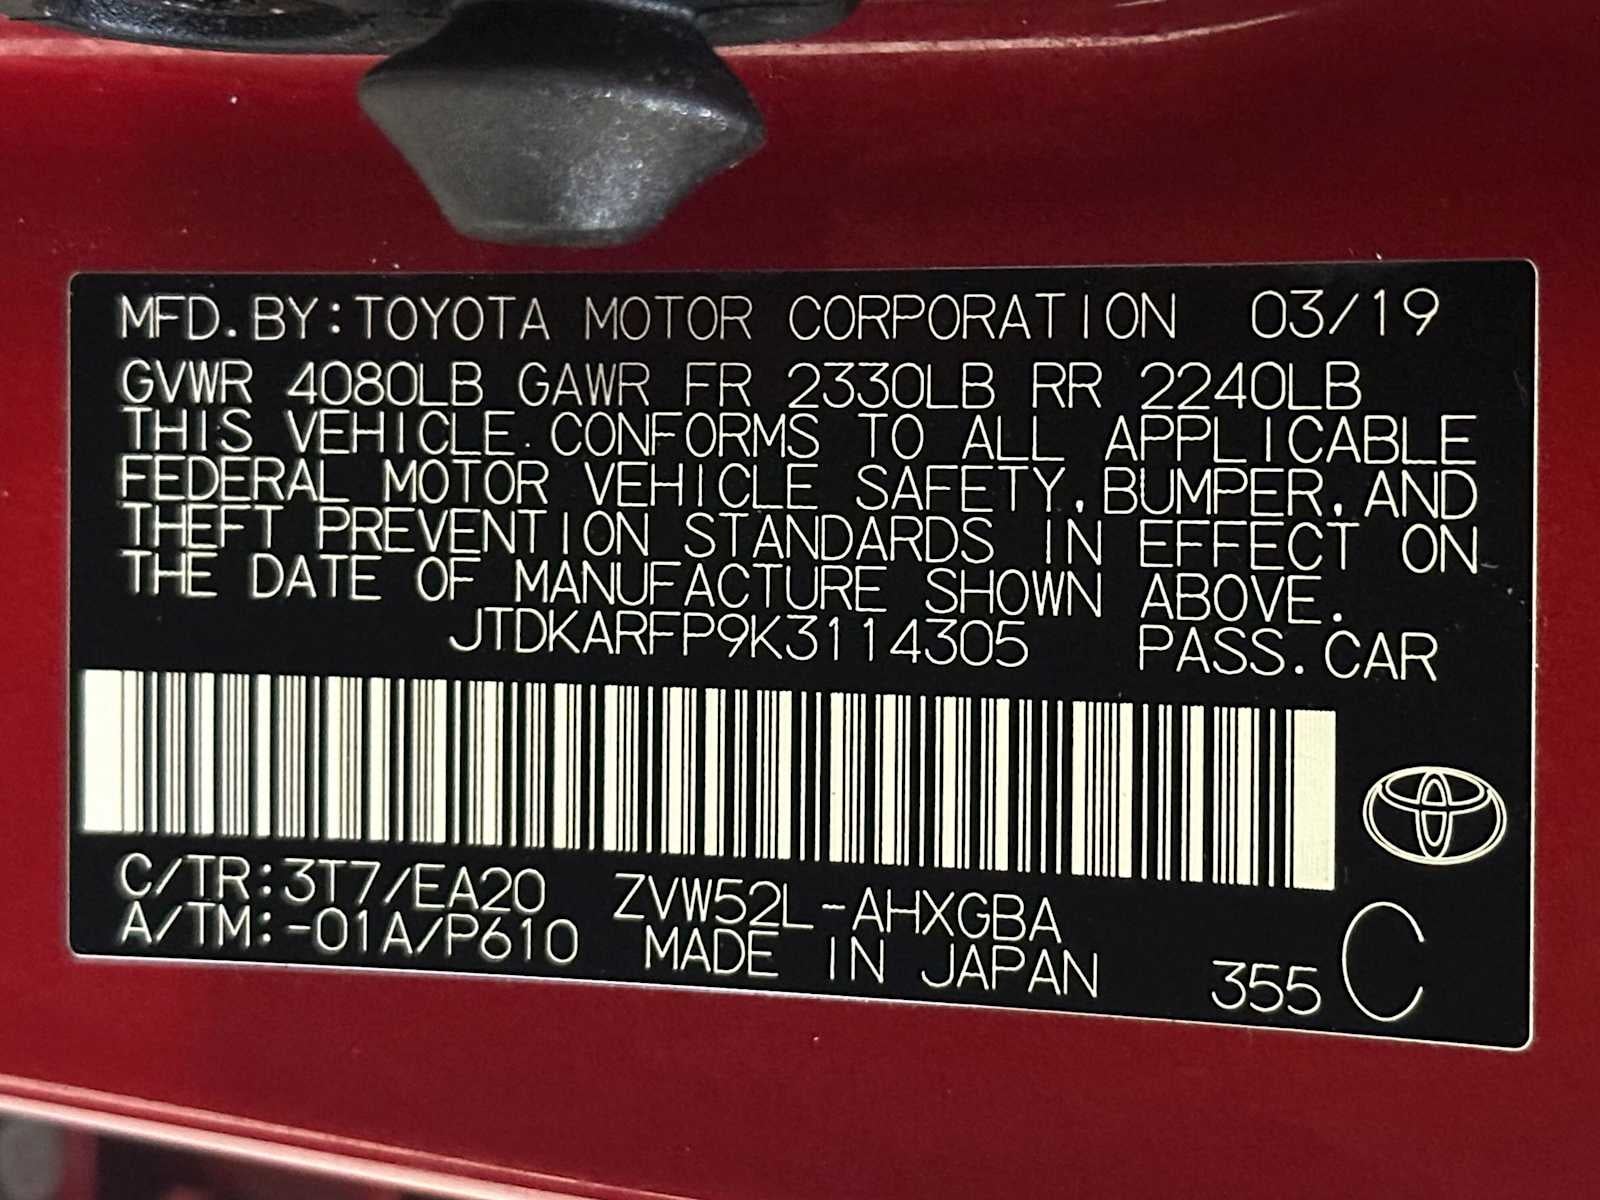 MFD.BY:TOYOTA MOTOR CORPORATION 03/19
GVWR 4080LB GAWR FR 2330LB RR 2240LB
THIS VEHICLE CONFORMS TO ALL APPLICABLE
FEDERAL MOTOR VEHICLE SAFETY,BUMPER,AND
THEFT PREVENTION STANDARDS IN EFFECT ON
THE DATE OF MANUFACTURE SHOWN ABOVE.
JTDKARFP9K3114305 PASS.CAR
C/TR:3T7/EA20 ZVW52L-AHXGBA
A/TM:-01A/P610 MADE IN JAPAN 355 C